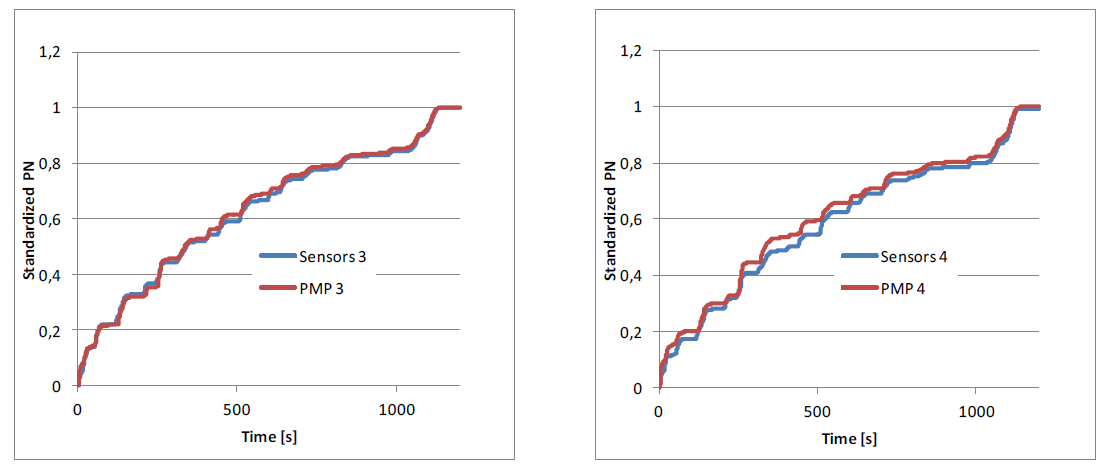 1,2
1
0,8
0,6
0,4
0,2
0
Standardized PN
0 500 1000
Time [s]
Sensors 3
PMP 3
1,2
1
0,8
0,6
0,4
0,2
0
Standardized PN
0 500 1000
Time [s]
Sensors 4
PMP 4